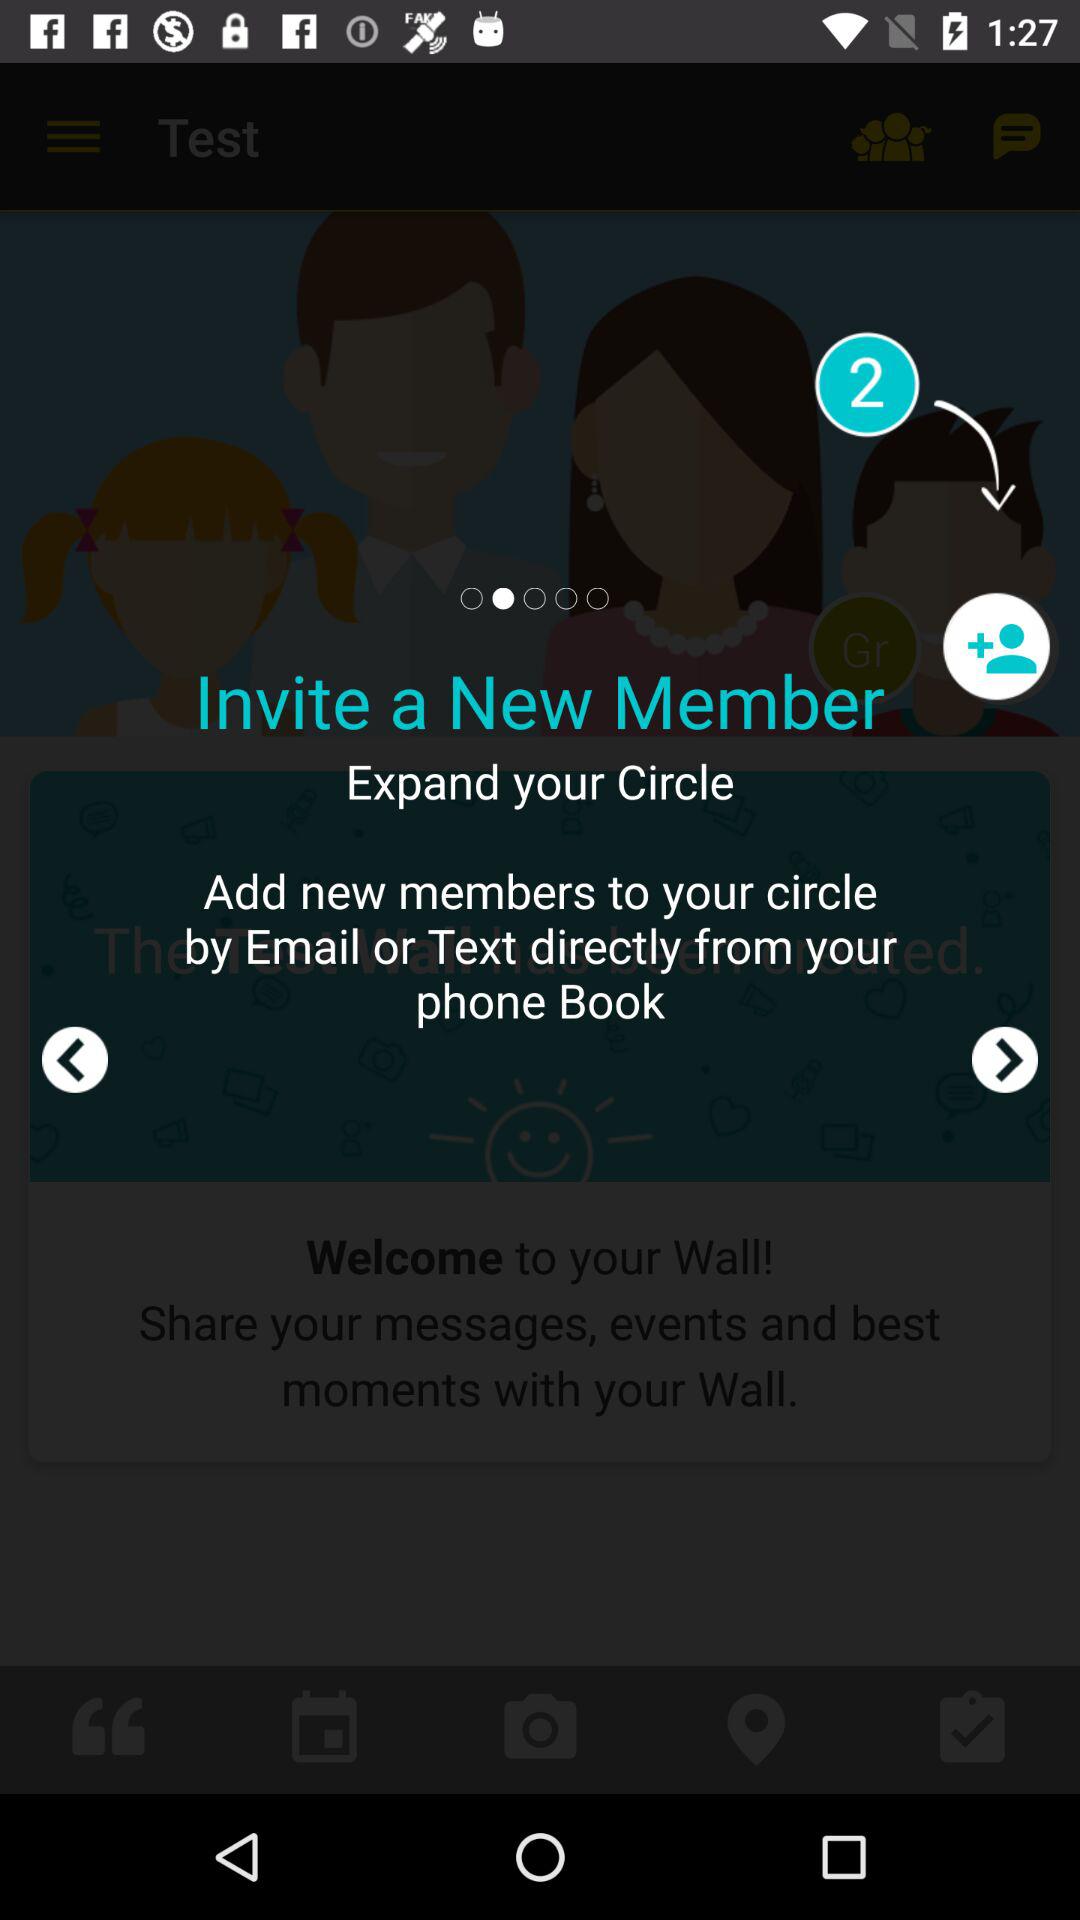 FAKE
1:27
Test
2
Gr
Invite a New Member
Expand your Circle
Add new members to your circle
by Email or Text directly from your
phone Book
The Test Wall has been created.
Welcome to your Wall!
Share your messages, events and best
moments with your Wall.